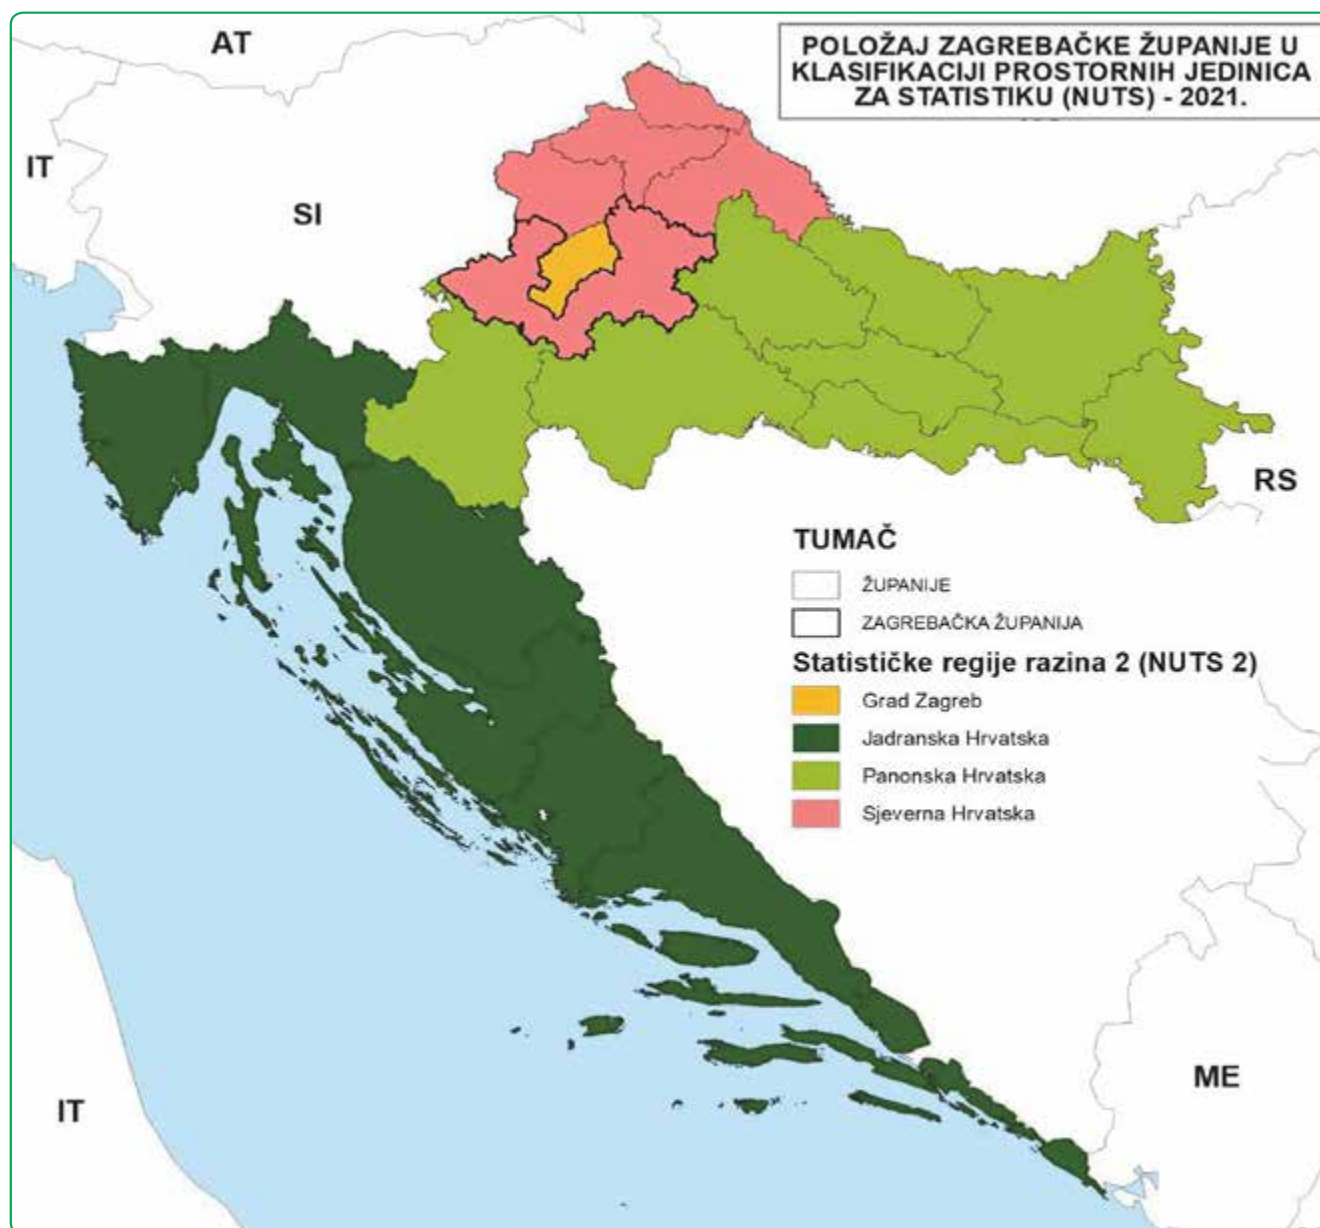 AT
POLOŽAJ ZAGREBAČKE ŽUPANIJE U
KLASIFIKACIJI PROSTORNIH JEDINICA
ZA STATISTIKU (NUTS) - 2021.
IT
SI
RS
TUMAČ
ŽUPANIJE
ZAGREBAČKA ŽUPANIJA
Statističke regije razina 2 (NUTS 2)
Grad Zagreb
Jadranska Hrvatska
Panonska Hrvatska
Sjeverna Hrvatska
ME
IT